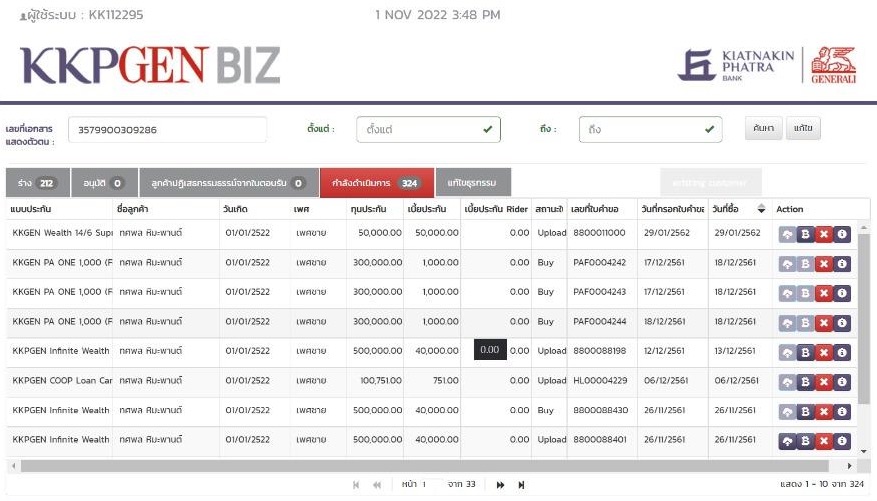 ผู้ใช้ระบบ : KK112295 1 NOV 2022 3:48 PM
KKPGEN BIZ KIATNAKIN PHATRA BANK GENERALI
เลขที่เอกสารแสดงตัวตน : 3579900309286 ตั้งแต่ : ตั้งแต่ ถึง : ถึง ค้นหา แก้ไข
ร่าง 212 อนุมัติ 0 ลูกค้าปฏิเสธกรรมธรรม์จากใบตอบรับ 0 กำลังดำเนินการ 324 แก้ไขธุรกรรม existing customer
แบบประกัน ชื่อลูกค้า วันเกิด เพศ ทุนประกัน เบี้ยประกัน เบี้ยประกัน Rider สถานะใ เลขที่ใบคำขอ วันที่กรอกใบคำขอ วันที่ซื้อ Action
KKGEN Wealth 14/6 Supr ทศพล หิมะพานต์ 01/01/2522 เพศชาย 50,000.00 50,000.00 0.00 Upload 8800011000 29/01/2562 29/01/2562
KKGEN PA ONE 1,000 (F ทศพล หิมะพานต์ 01/01/2522 เพศชาย 300,000.00 1,000.00 0.00 Buy PAF0004242 17/12/2561 18/12/2561
KKGEN PA ONE 1,000 (F ทศพล หิมะพานต์ 01/01/2522 เพศชาย 300,000.00 1,000.00 0.00 Buy PAF0004243 17/12/2561 18/12/2561
KKGEN PA ONE 1,000 (F ทศพล หิมะพานต์ 01/01/2522 เพศชาย 300,000.00 1,000.00 0.00 Buy PAF0004244 18/12/2561 18/12/2561
KKPGEN Infinite Wealth ทศพล หิมะพานต์ 01/01/2522 เพศชาย 500,000.00 40,000.00 0.00 0.00 Upload 8800088198 12/12/2561 13/12/2561
KKPGEN COOP Loan Car ทศพล หิมะพานต์ 01/01/2522 เพศชาย 100,751.00 751.00 0.00 Upload HL00004229 06/12/2561 06/12/2561
KKPGEN Infinite Wealth ทศพล หิมะพานต์ 01/01/2522 เพศชาย 500,000.00 40,000.00 0.00 Buy 8800088430 26/11/2561 26/11/2561
KKPGEN Infinite Wealth ทศพล หิมะพานต์ 01/01/2522 เพศชาย 500,000.00 40,000.00 0.00 Upload 8800088401 26/11/2561 26/11/2561
หน้า 1 จาก 33 แสดง 1 - 10 จาก 324